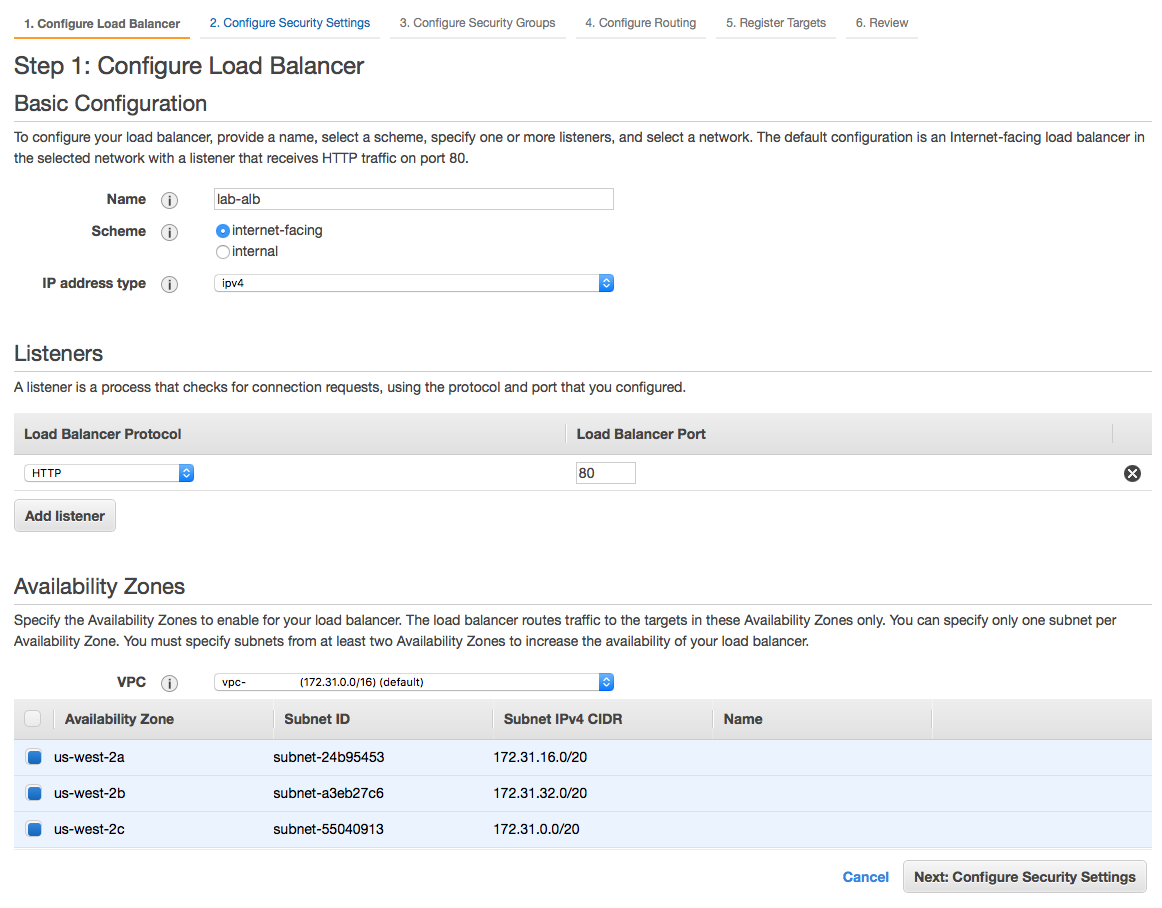 1. Configure Load Balancer 2. Configure Security Settings 3. Configure Security Groups 4. Configure Routing 5. Register Targets 6. Review
Step 1: Configure Load Balancer
Basic Configuration
To configure your load balancer, provide a name, select a scheme, specify one or more listeners, and select a network. The default configuration is an Internet-facing load balancer in
the selected network with a listener that receives HTTP traffic on port 80.
Name i lab-alb
Scheme i internet-facing
internal
IP address type i ipv4
Listeners
A listener is a process that checks for connection requests, using the protocol and port that you configured.
Load Balancer Protocol Load Balancer Port
HTTP 80
Add listener
Availability Zones
Specify the Availability Zones to enable for your load balancer. The load balancer routes traffic to the targets in these Availability Zones only. You can specify only one subnet per
Availability Zone. You must specify subnets from at least two Availability Zones to increase the availability of your load balancer.
VPC i vpc- (172.31.0.0/16) (default)
Availability Zone Subnet ID Subnet IPv4 CIDR Name
us-west-2a subnet-24b95453 172.31.16.0/20
us-west-2b subnet-a3eb27c6 172.31.32.0/20
us-west-2c subnet-55040913 172.31.0.0/20
Cancel Next: Configure Security Settings